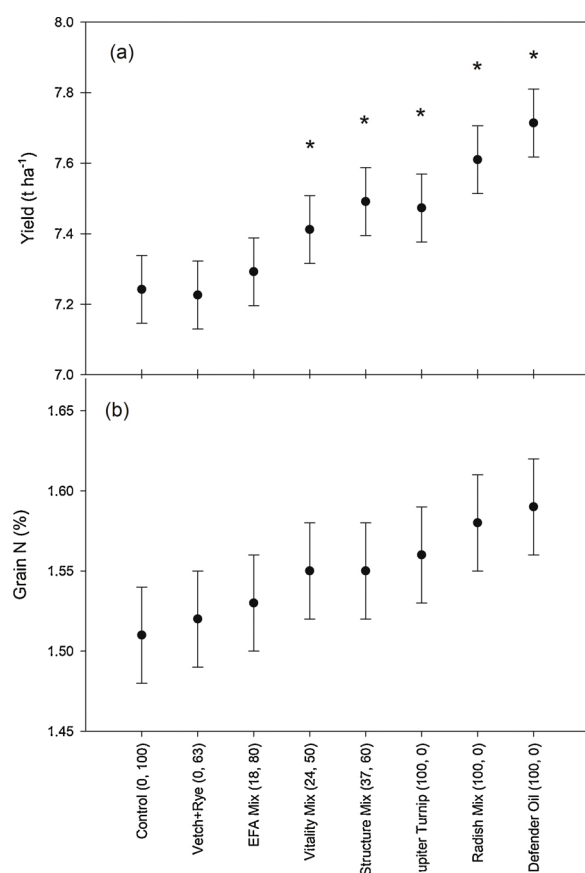 (a)
8.0
7.8
7.6
7.4
7.2
7.0
Yield (t ha⁻¹)
*
*
*
*
*
(b)
1.65
1.60
1.55
1.50
1.45
Grain N (%)
Control (0, 100)
Vetch+Rye (0, 63)
EFA Mix (18, 80)
Vitality Mix (24, 50)
Structure Mix (37, 60)
upiter Turnip (100, 0)
Radish Mix (100, 0)
Defender Oil (100, 0)